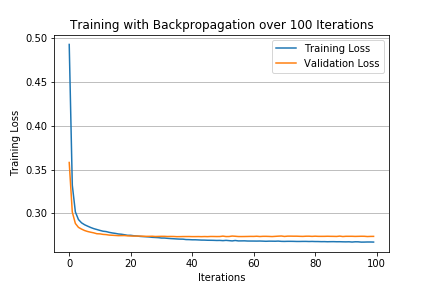 Training with Backpropagation over 100 Iterations
Training Loss
Validation Loss
Training Loss
0.50
0.45
0.40
0.35
0.30
0 20 40 60 80 100
Iterations